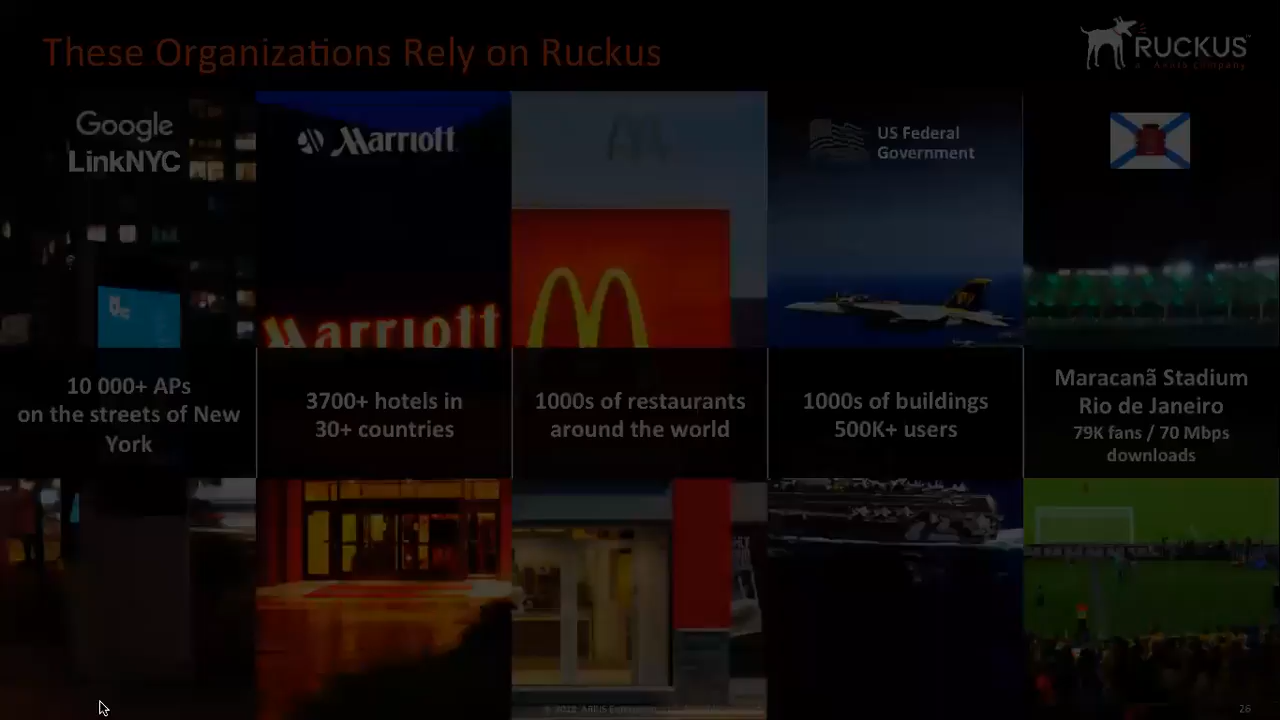 These Organizations Rely on Ruckus
RUCKUS
Google
LinkNYC
Marriott
US Federal
Government
Marriott
10 000+ APs
on the streets of New
York
3700+ hotels in
30+ countries
1000s of restaurants
around the world
1000s of buildings
500K+ users
Maracanã Stadium
Rio de Janeiro
79K fans / 70 Mbps
downloads
26